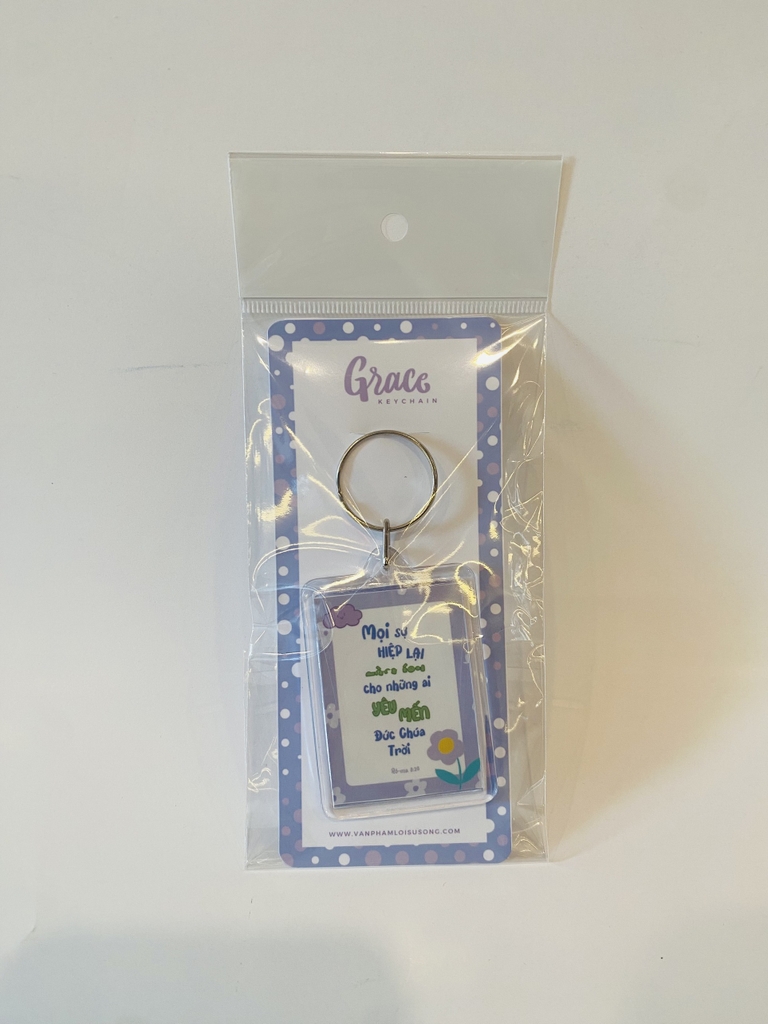 Grace
KEYCHAIN
Mọi sự
HIỆP LẠI
cho những ai
YÊU MẾN
Đức Chúa
Trời
WWW.VANPHAMLOISUSONG.COM